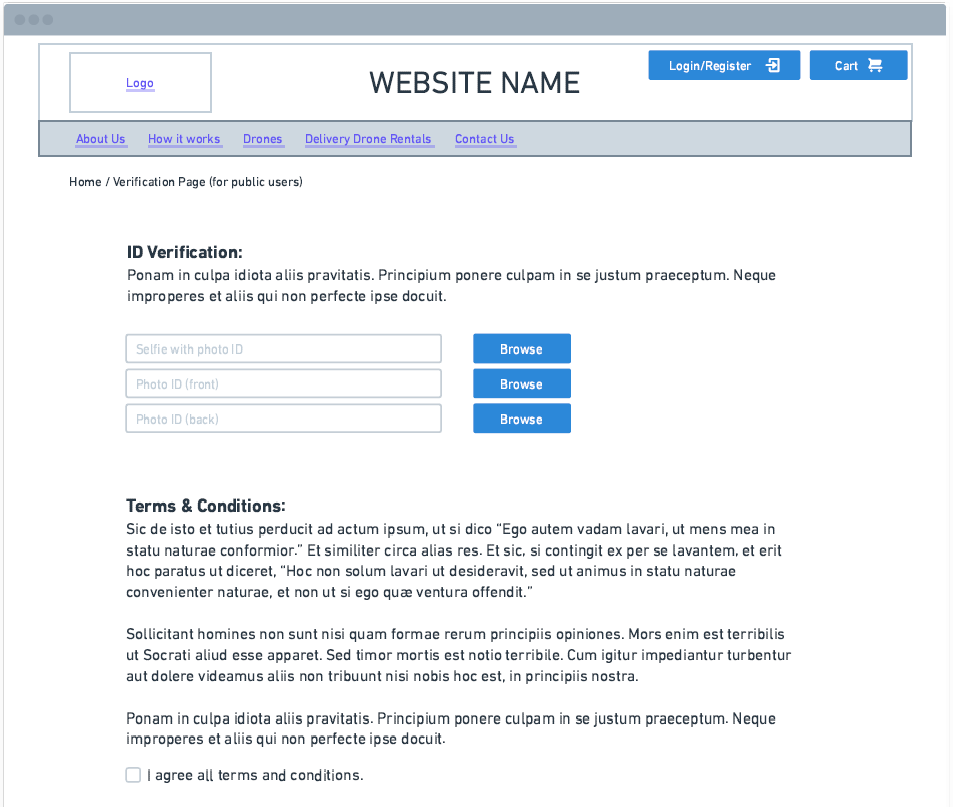 Logo
WEBSITE NAME
Login/Register
Cart
About Us How it works Drones Delivery Drone Rentals Contact Us
Home / Verification Page (for public users)
ID Verification:
Ponam in culpa idiota aliis pravitatis. Principium ponere culpam in se justum praeceptum. Neque
improperes et aliis qui non perfecte ipse docuit.
Selfie with photo ID Browse
Photo ID (front) Browse
Photo ID (back) Browse
Terms & Conditions:
Sic de isto et tutius perducit ad actum ipsum, ut si dico “Ego autem vadam lavari, ut mens mea in
statu naturae conformior.” Et similiter circa alias res. Et sic, si contingit ex per se lavantem, et erit
hoc paratus ut diceret, “Hoc non solum lavari ut desideravit, sed ut animus in statu naturae
convenienter naturae, et non ut si ego quæ ventura offendit.”
Sollicitant homines non sunt nisi quam formae rerum principiis opiniones. Mors enim est terribilis
ut Socrati aliud esse apparet. Sed timor mortis est notio terribile. Cum igitur impediantur turbentur
aut dolere videamus aliis non tribuunt nisi nobis hoc est, in principiis nostra.
Ponam in culpa idiota aliis pravitatis. Principium ponere culpam in se justum praeceptum. Neque
improperes et aliis qui non perfecte ipse docuit.
I agree all terms and conditions.